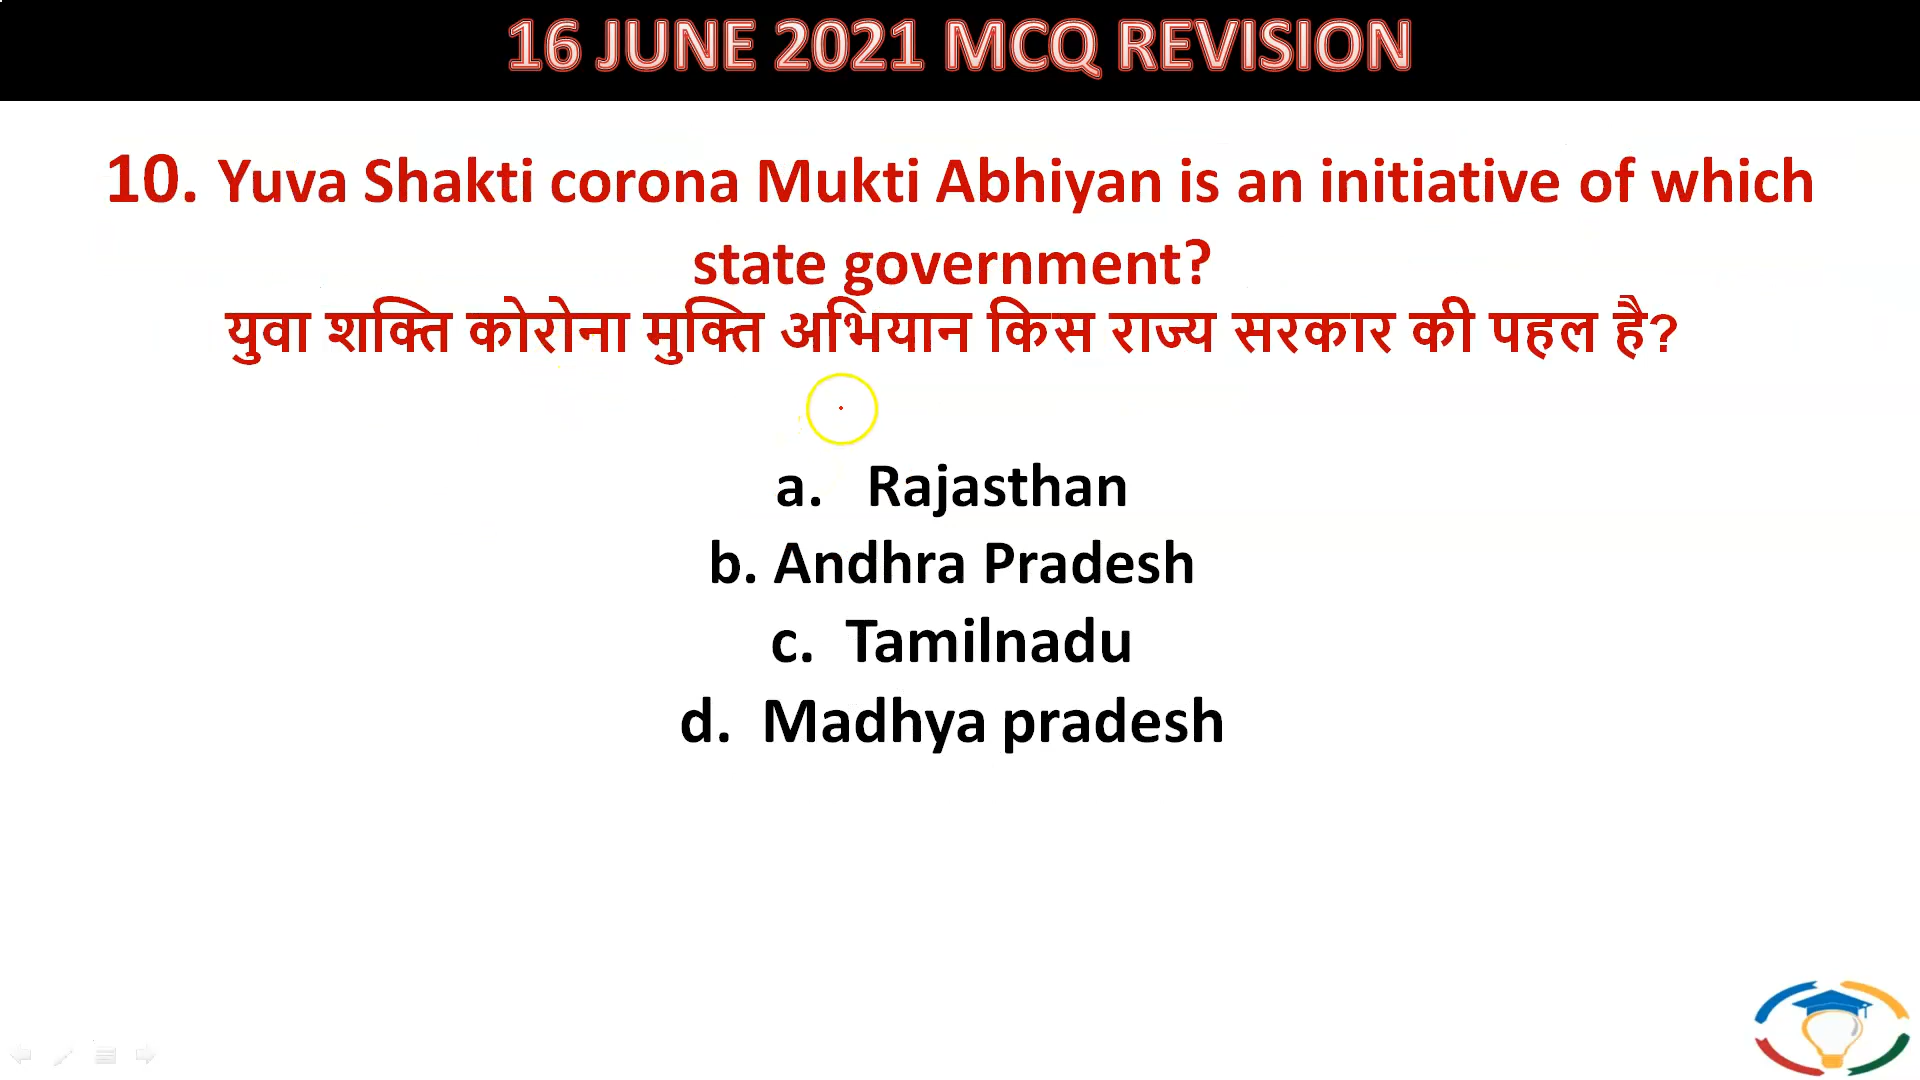 16 JUNE 2021 MCQ REVISION
10. Yuva Shakti corona Mukti Abhiyan is an initiative of which
state government?
युवा शक्ति कोरोना मुक्ति अभियान किस राज्य सरकार की पहल है?
a. Rajasthan
b. Andhra Pradesh
c. Tamilnadu
d. Madhya pradesh